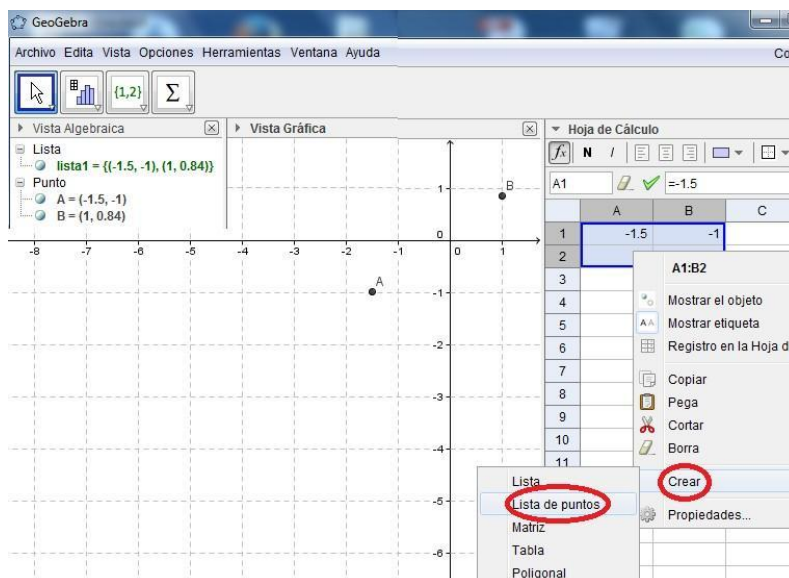 GeoGebra
Archivo Edita Vista Opciones Herramientas Ventana Ayuda
Co
{1,2} Σ
Vista Algebraica
Lista
lista1 = {(-1.5, -1), (1, 0.84)}
Punto
A = (-1.5, -1)
B = (1, 0.84)
Vista Gráfica
1
B
0
-8 -7 -6 -5 -4 -3 -2 -1 0 1
A
-1
-2
-3
-4
-5
-6
Hoja de Cálculo
fx N I
A1 =-1.5
A B C
1 -1.5 -1
2
3
4
5
6
7
8
9
10
11
A1:B2
Mostrar el objeto
AA Mostrar etiqueta
Registro en la Hoja d
Copiar
Pega
Cortar
Borra
Crear
Propiedades...
Lista
Lista de puntos
Matriz
Tabla
Poligonal